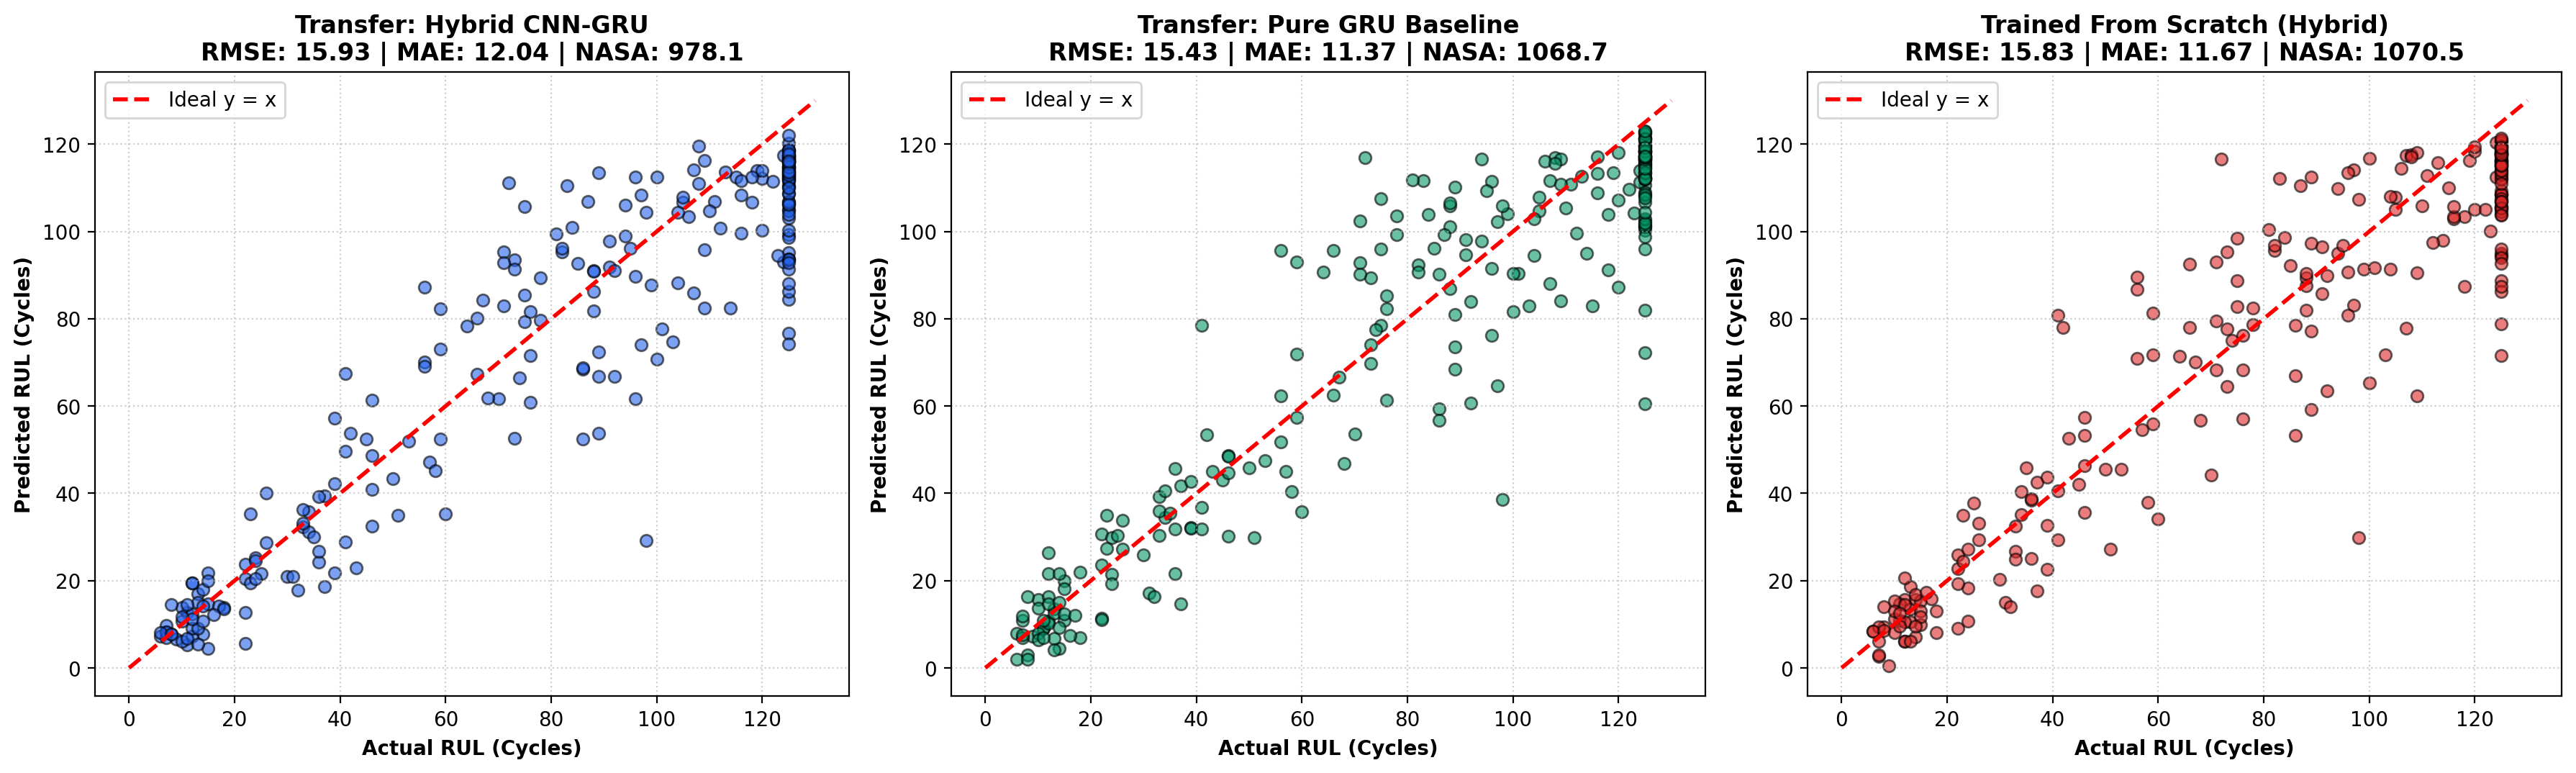 Transfer: Hybrid CNN-GRU
RMSE: 15.93 | MAE: 12.04 | NASA: 978.1
Ideal y = x
120
100
80
60
40
20
0
Predicted RUL (Cycles)
0 20 40 60 80 100 120
Actual RUL (Cycles)
Transfer: Pure GRU Baseline
RMSE: 15.43 | MAE: 11.37 | NASA: 1068.7
Ideal y = x
120
100
80
60
40
20
0
Predicted RUL (Cycles)
0 20 40 60 80 100 120
Actual RUL (Cycles)
Trained From Scratch (Hybrid)
RMSE: 15.83 | MAE: 11.67 | NASA: 1070.5
Ideal y = x
120
100
80
60
40
20
0
Predicted RUL (Cycles)
0 20 40 60 80 100 120
Actual RUL (Cycles)